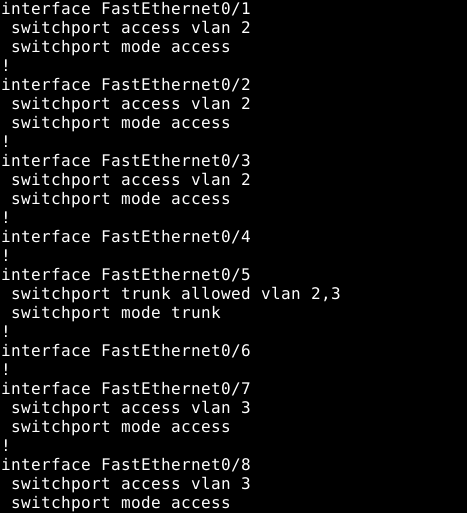 interface FastEthernet0/1
 switchport access vlan 2
 switchport mode access
!
interface FastEthernet0/2
 switchport access vlan 2
 switchport mode access
!
interface FastEthernet0/3
 switchport access vlan 2
 switchport mode access
!
interface FastEthernet0/4
!
interface FastEthernet0/5
 switchport trunk allowed vlan 2,3
 switchport mode trunk
!
interface FastEthernet0/6
!
interface FastEthernet0/7
 switchport access vlan 3
 switchport mode access
!
interface FastEthernet0/8
 switchport access vlan 3
 switchport mode access